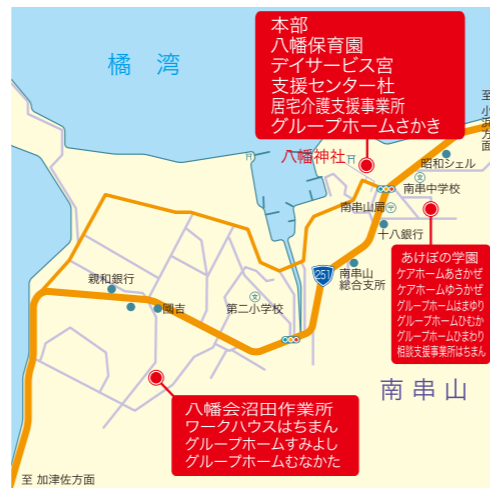 本部
八幡保育園
デイサービス宮
支援センター杜
居宅介護支援事業所
グループホームさかき
橘 湾
至 小浜方面
八幡神社
昭和シェル
南串中学校
文
南串山局
十八銀行
251
南串山
総合支所
あけぼの学園
ケアホームあさかぜ
ケアホームゆうかぜ
グループホームはまゆり
グループホームひむか
グループホームひまわり
相談支援事業所はちまん
親和銀行
國吉
文
第二小学校
南串山
八幡会沼田作業所
ワークハウスはちまん
グループホームすみよし
グループホームむなかた
至 加津佐方面